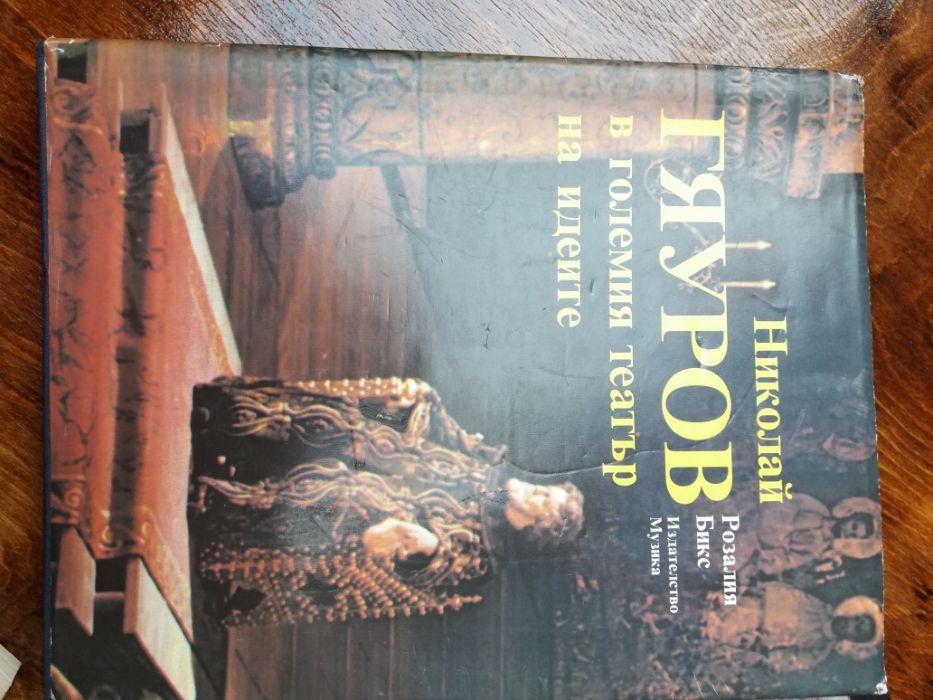 Николай
ГЯУРОВ
в големия театър
на идеите
Розалия
Бикс
Издателство
Музика